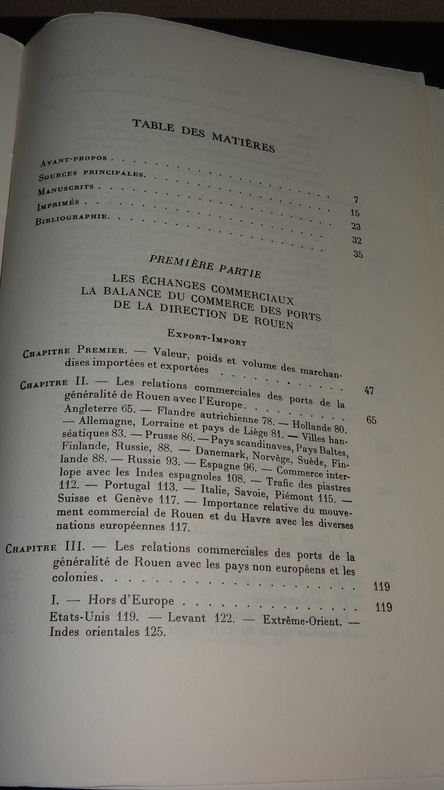 TABLE DES MATIÈRES
AVANT-PROPOS . . . . . . . . . . . . . . . . 7
SOURCES PRINCIPALES. . . . . . . . . . . . . . 15
MANUSCRITS . . . . . . . . . . . . . . . . . 23
IMPRIMÉS . . . . . . . . . . . . . . . . . . 32
BIBLIOGRAPHIE. . . . . . . . . . . . . . . . . 35
PREMIÈRE PARTIE
LES ÉCHANGES COMMERCIAUX
LA BALANCE DU COMMERCE DES PORTS
DE LA DIRECTION DE ROUEN
EXPORT-IMPORT
CHAPITRE PREMIER. — Valeur, poids et volume des marchan-
dises importées et exportées . . . . . . . . . . 47
CHAPITRE II. — Les relations commerciales des ports de la
généralité de Rouen avec l'Europe. . . . . . . . . 65
Angleterre 65. — Flandre autrichienne 78. — Hollande 80.
— Allemagne, Lorraine et pays de Liège 81. — Villes han-
séatiques 83. — Prusse 86. — Pays scandinaves, Pays Baltes,
Finlande, Russie, 88. — Danemark, Norvège, Suède, Fin-
lande 88. — Russie 93. — Espagne 96. — Commerce inter-
lope avec les Indes espagnoles 108. — Trafic des piastres
112. — Portugal 113. — Italie, Savoie, Piémont 115. —
Suisse et Genève 117. — Importance relative du mouve-
ment commercial de Rouen et du Havre avec les diverses
nations européennes 117.
CHAPITRE III. — Les relations commerciales des ports de la
généralité de Rouen avec les pays non européens et les
colonies. . . . . . . . . . . . . . . . . . 119
I. — Hors d'Europe . . . . . . . . . . . . 119
Etats-Unis 119. — Levant 122. — Extrême-Orient. —
Indes orientales 125.